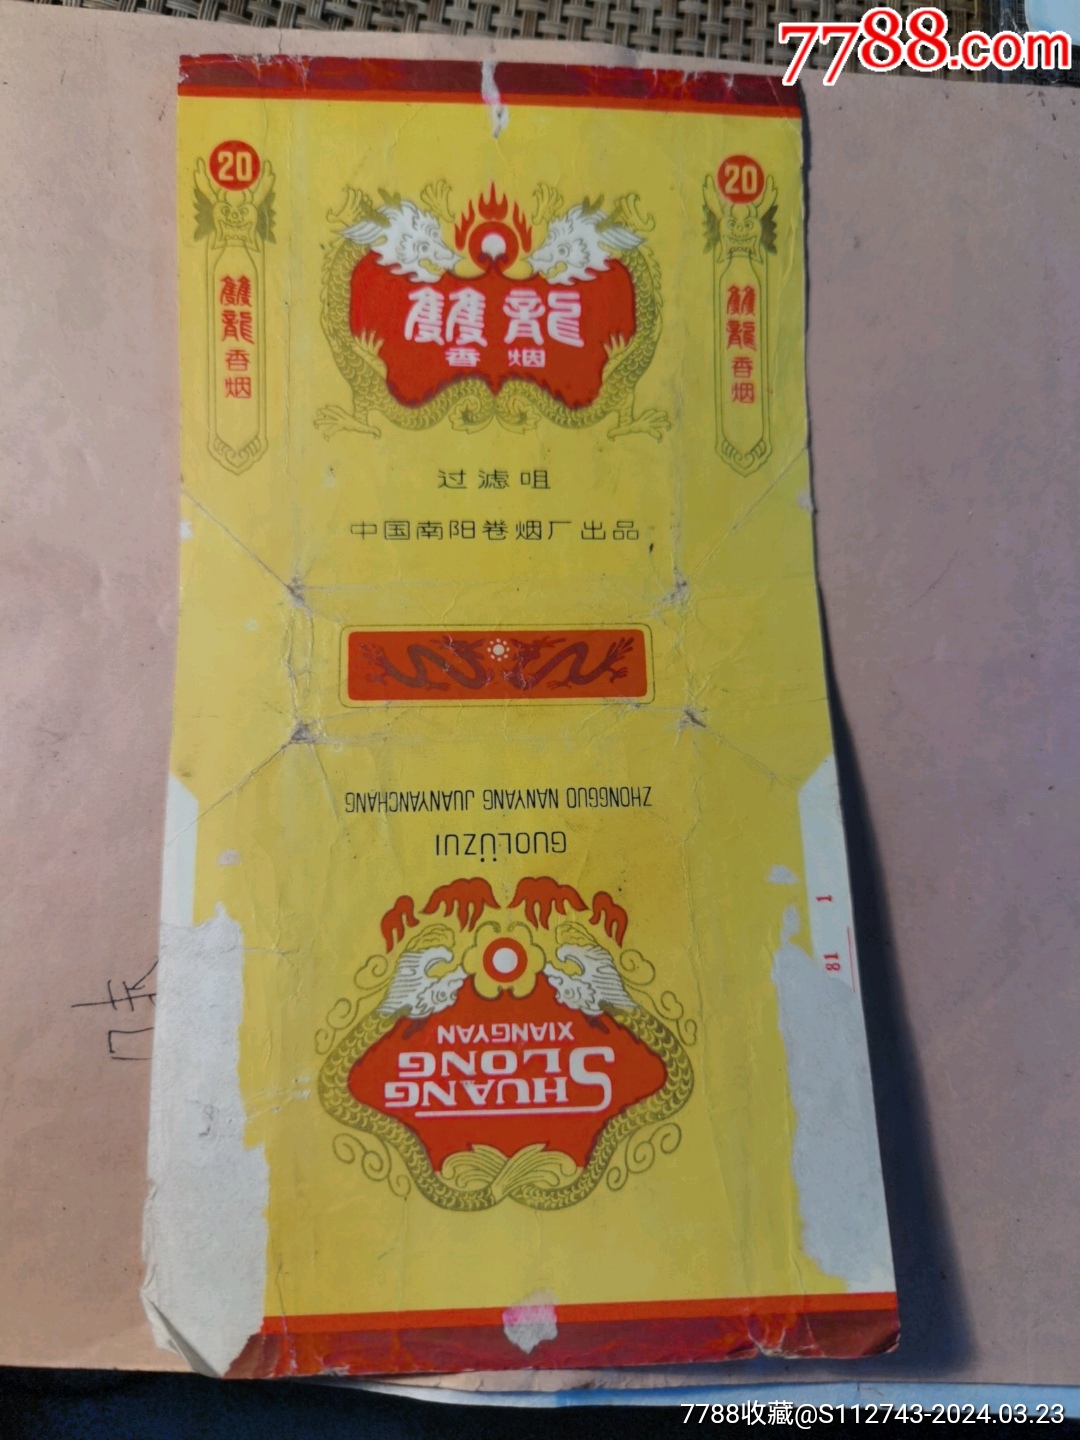 7788.com
20
20
雙龍
香烟
雙龍香烟
雙龍香烟
过滤咀
中国南阳卷烟厂出品
ZHONGGUO NANYANG JUANYANCHANG
GUOLÜZUI
1
81
XIANGYAN
SHUANG
LONG
7788收藏@S112743-2024.03.23